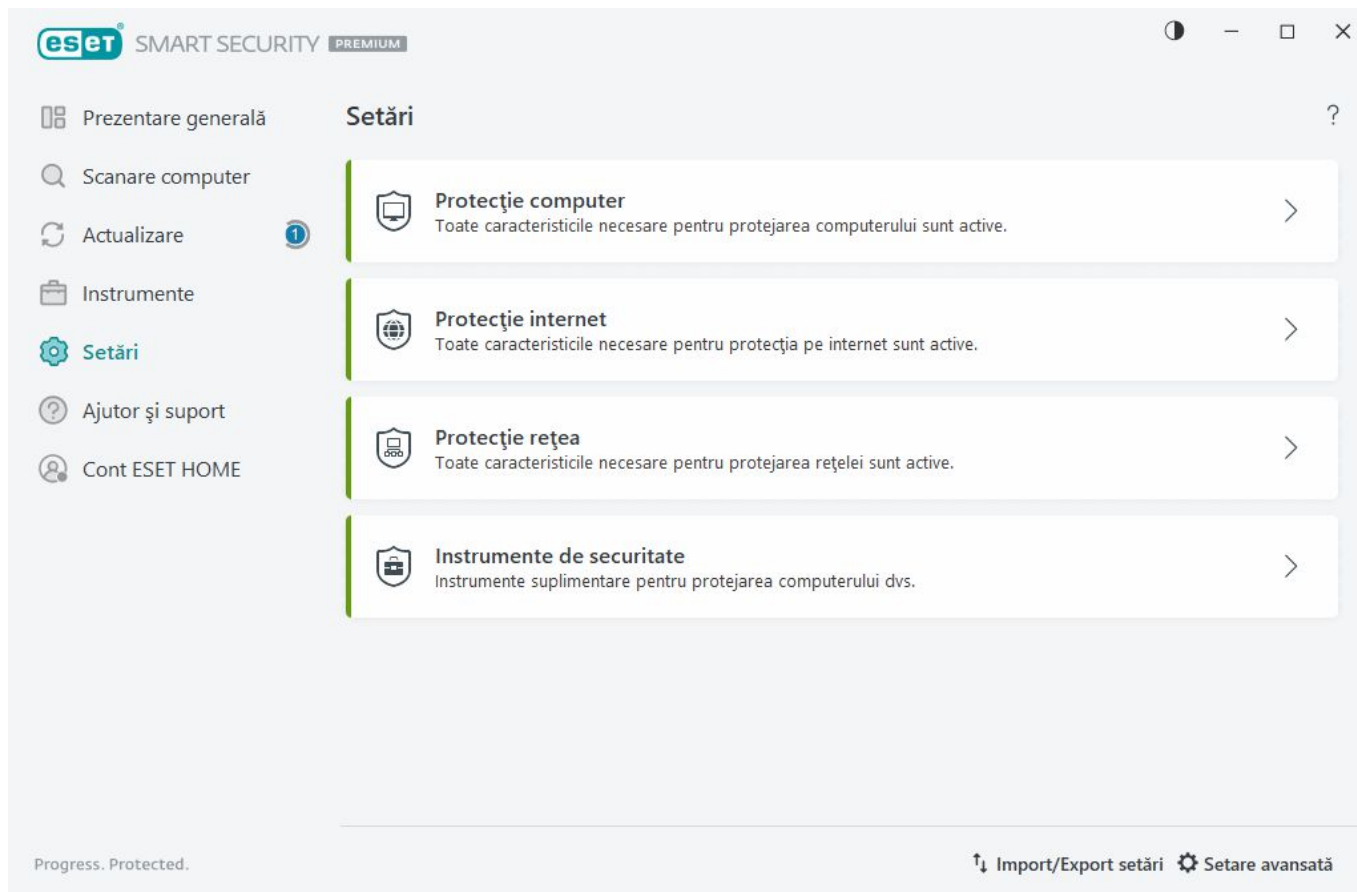 eset® SMART SECURITY PREMIUM
Prezentare generală
Scanare computer
Actualizare 1
Instrumente
Setări
Ajutor şi suport
Cont ESET HOME
Setări ?
Protecţie computer
Toate caracteristicile necesare pentru protejarea computerului sunt active.
Protecţie internet
Toate caracteristicile necesare pentru protecţia pe internet sunt active.
Protecţie reţea
Toate caracteristicile necesare pentru protejarea reţelei sunt active.
Instrumente de securitate
Instrumente suplimentare pentru protejarea computerului dvs.
Progress. Protected.
Import/Export setări Setare avansată